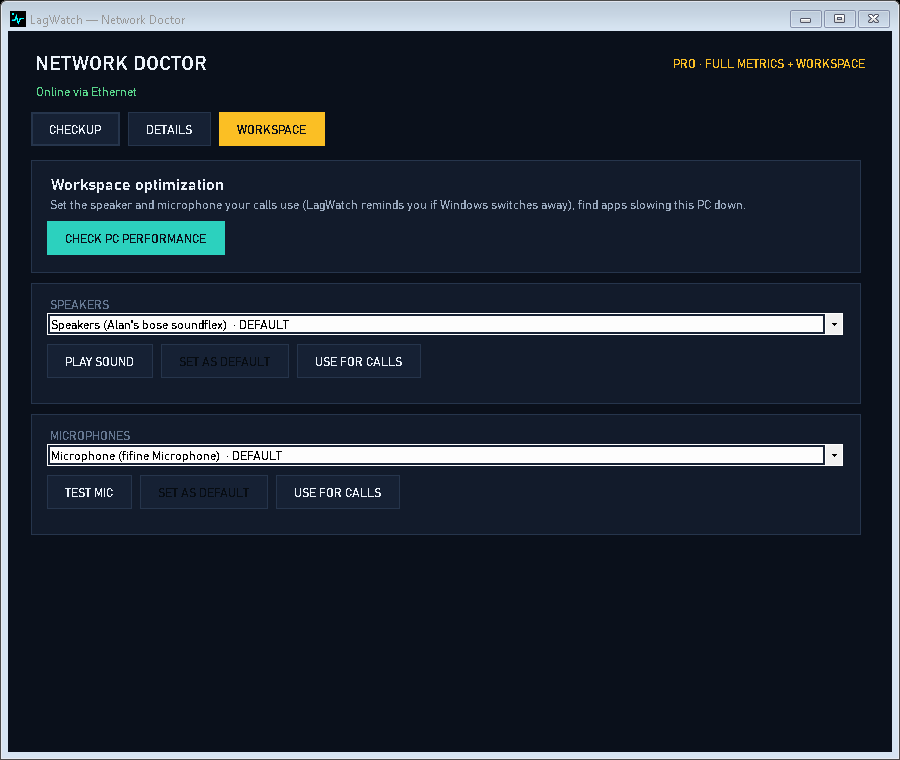 LagWatch — Network Doctor
NETWORK DOCTOR
PRO · FULL METRICS + WORKSPACE
Online via Ethernet
CHECKUP
DETAILS
WORKSPACE
Workspace optimization
Set the speaker and microphone your calls use (LagWatch reminds you if Windows switches away), find apps slowing this PC down.
CHECK PC PERFORMANCE
SPEAKERS
Speakers (Alan's bose soundflex) · DEFAULT
PLAY SOUND
SET AS DEFAULT
USE FOR CALLS
MICROPHONES
Microphone (fifine Microphone) · DEFAULT
TEST MIC
SET AS DEFAULT
USE FOR CALLS